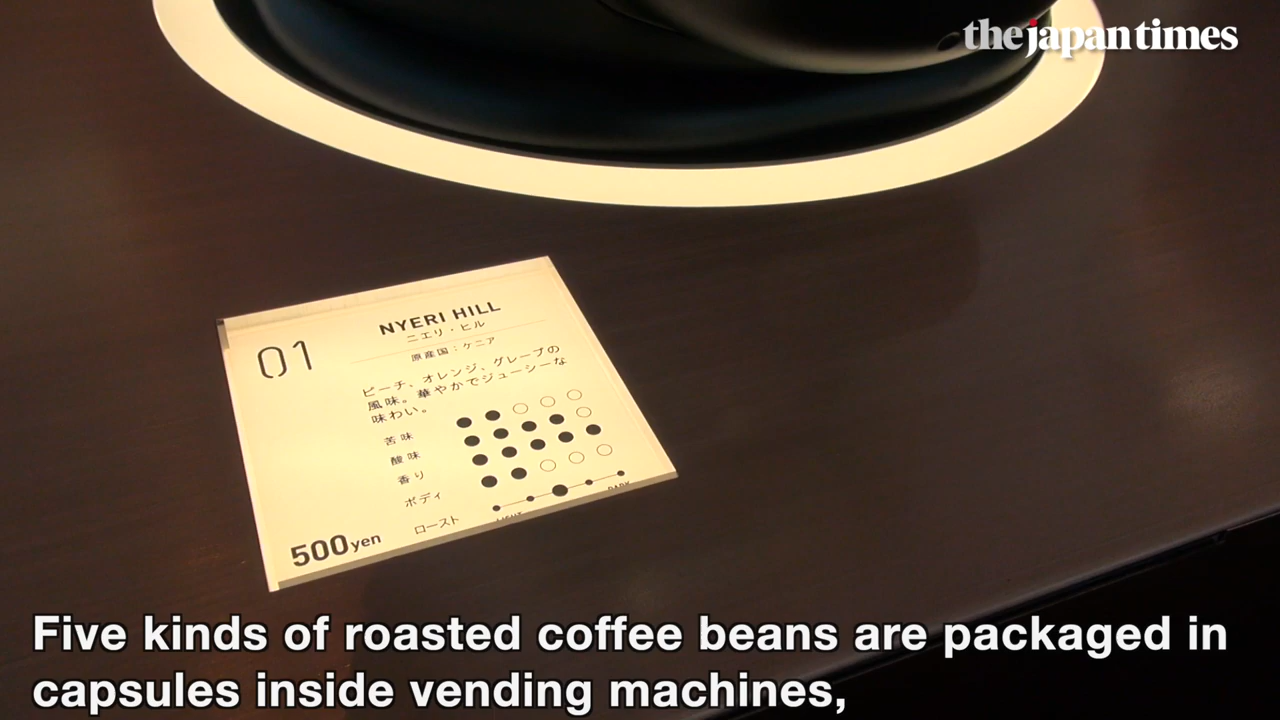 the japan times
NYERI HILL
ニエリ・ヒル
01
原産国：ケニア
ピーチ、オレンジ、グレープの
風味。華やかでジューシーな
味わい。
苦味
酸味
香り
ボディ
ロースト
LIGHT
DARK
500yen
Five kinds of roasted coffee beans are packaged in
capsules inside vending machines,